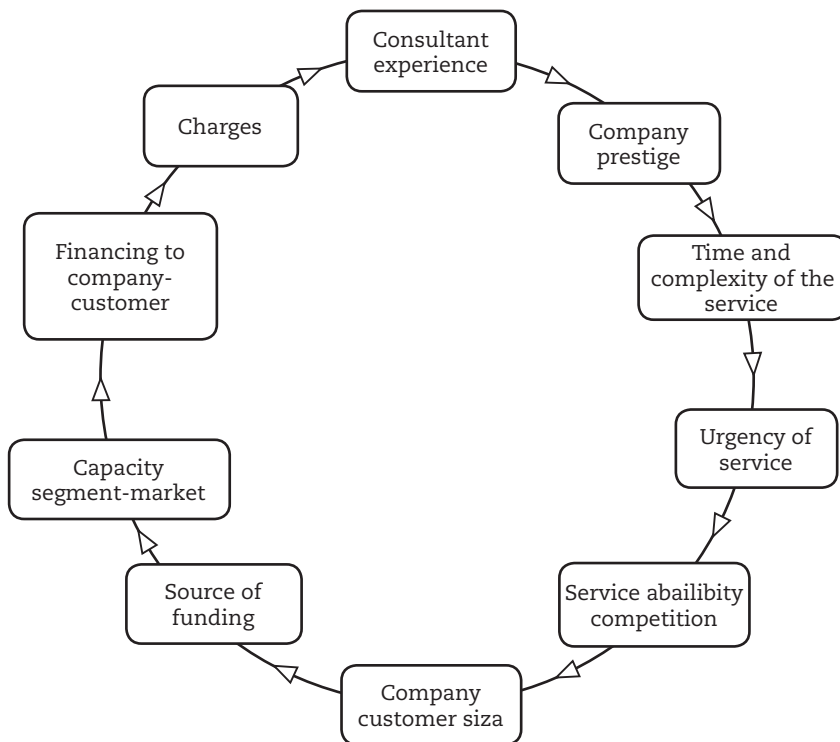 Consultant
experience
Company
prestige
Time and
complexity of the
service
Urgency of
service
Service abailibity
competition
Company
customer siza
Source of
funding
Capacity
segment-market
Financing to
company-
customer
Charges